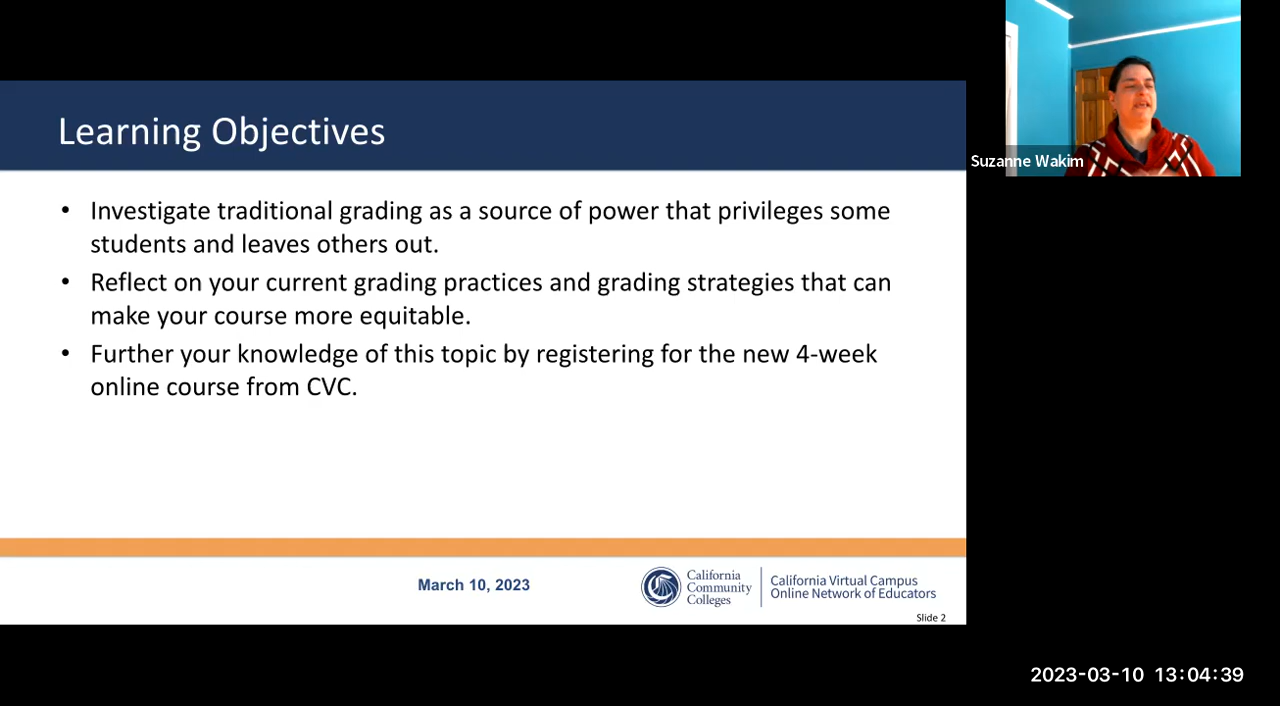 Learning Objectives
• Investigate traditional grading as a source of power that privileges some
students and leaves others out.
• Reflect on your current grading practices and grading strategies that can
make your course more equitable.
• Further your knowledge of this topic by registering for the new 4-week
online course from CVC.
March 10, 2023
California
Community
Colleges
California Virtual Campus
Online Network of Educators
Slide 2
Suzanne Wakim
2023-03-10 13:04:39